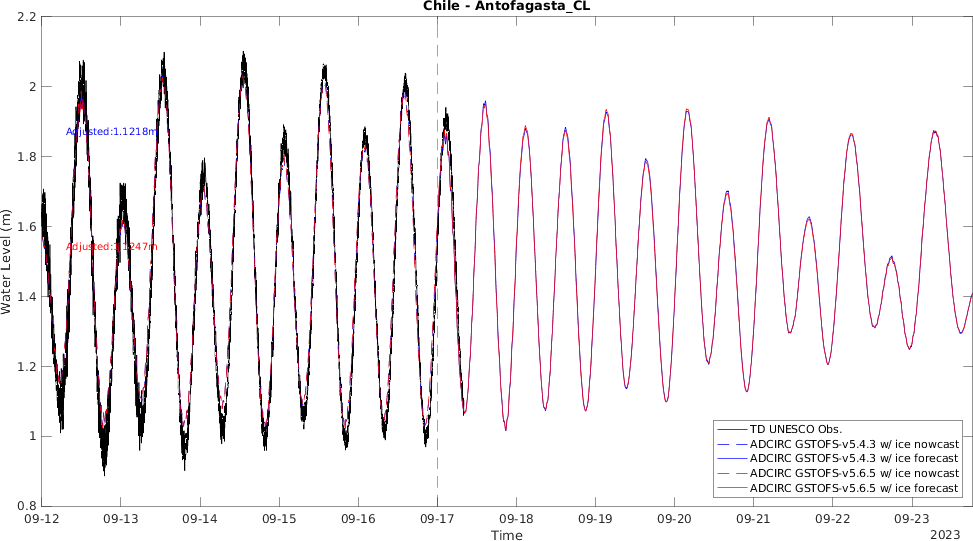 Chile - Antofagasta_CL
Water Level (m)
2.2
2
1.8
1.6
1.4
1.2
1
0.8
Adjusted:1.1218m
Adjusted:1.1247m
TD UNESCO Obs.
ADCIRC GSTOFS-v5.4.3 w/ ice nowcast
ADCIRC GSTOFS-v5.4.3 w/ ice forecast
ADCIRC GSTOFS-v5.6.5 w/ ice nowcast
ADCIRC GSTOFS-v5.6.5 w/ ice forecast
09-12 09-13 09-14 09-15 09-16 09-17 09-18 09-19 09-20 09-21 09-22 09-23
Time
2023